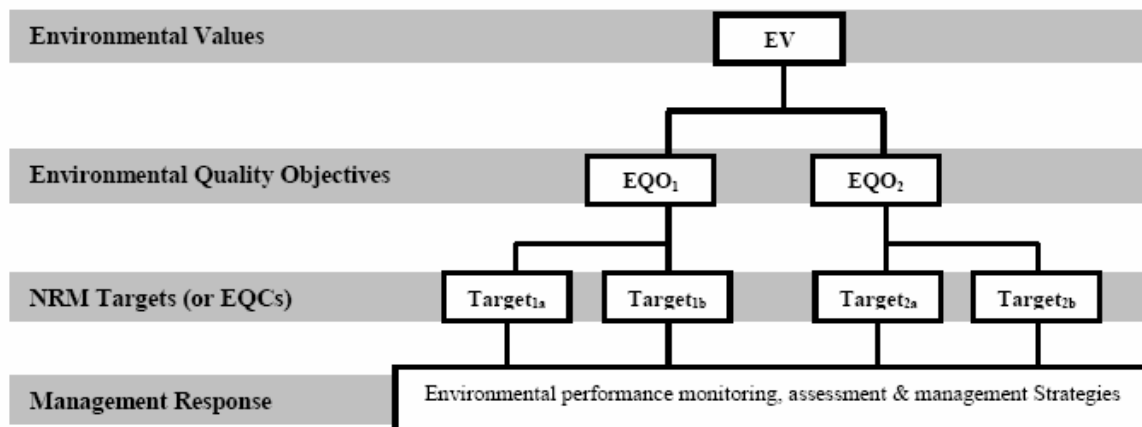 Environmental Values
EV
Environmental Quality Objectives
EQO₁
EQO₂
NRM Targets (or EQCs)
Target₁ₐ
Target₁b
Target₂ₐ
Target₂b
Management Response
Environmental performance monitoring, assessment & management Strategies